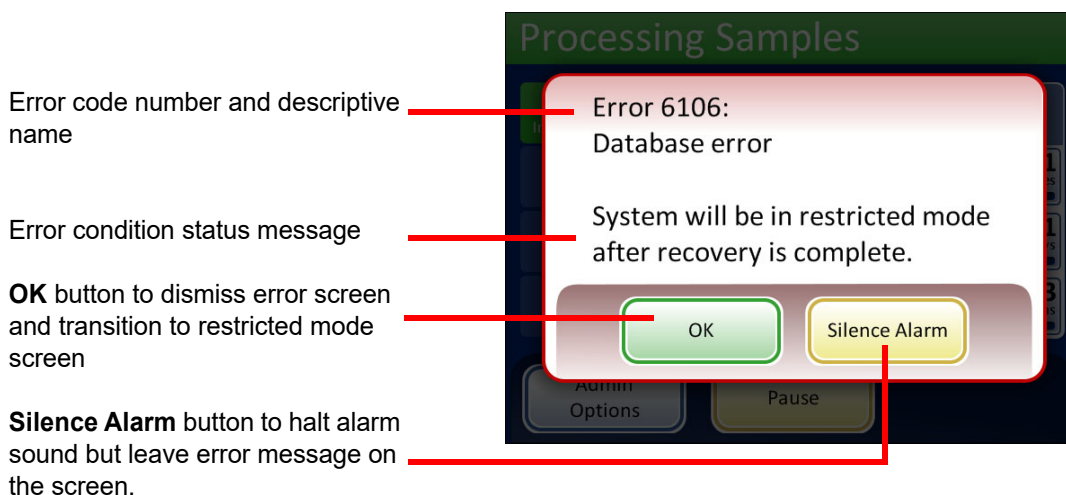 Processing Samples
Error code number and descriptive
name
Error 6106:
Database error
Error condition status message
System will be in restricted mode
after recovery is complete.
OK button to dismiss error screen
and transition to restricted mode
screen
OK
Silence Alarm
Silence Alarm button to halt alarm
sound but leave error message on
the screen.
Admin
Options
Pause